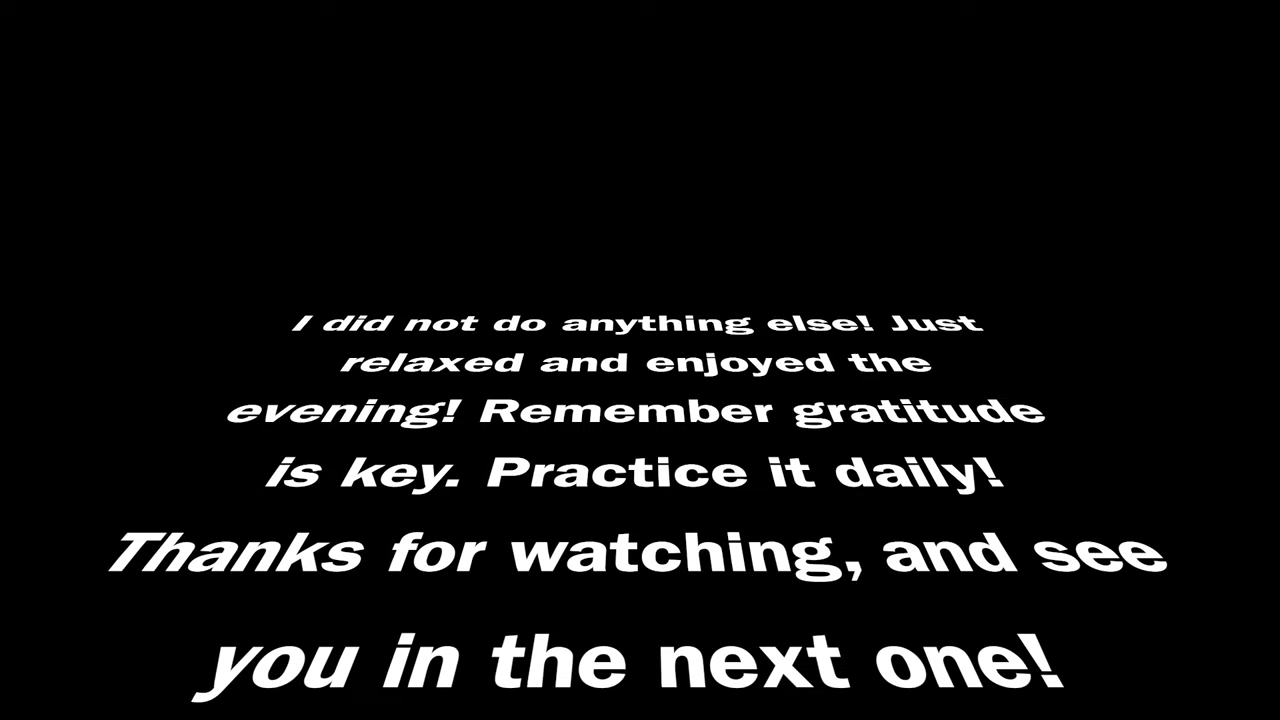 I did not do anything else! Just
relaxed and enjoyed the
evening! Remember gratitude
is key. Practice it daily!
Thanks for watching, and see
you in the next one!